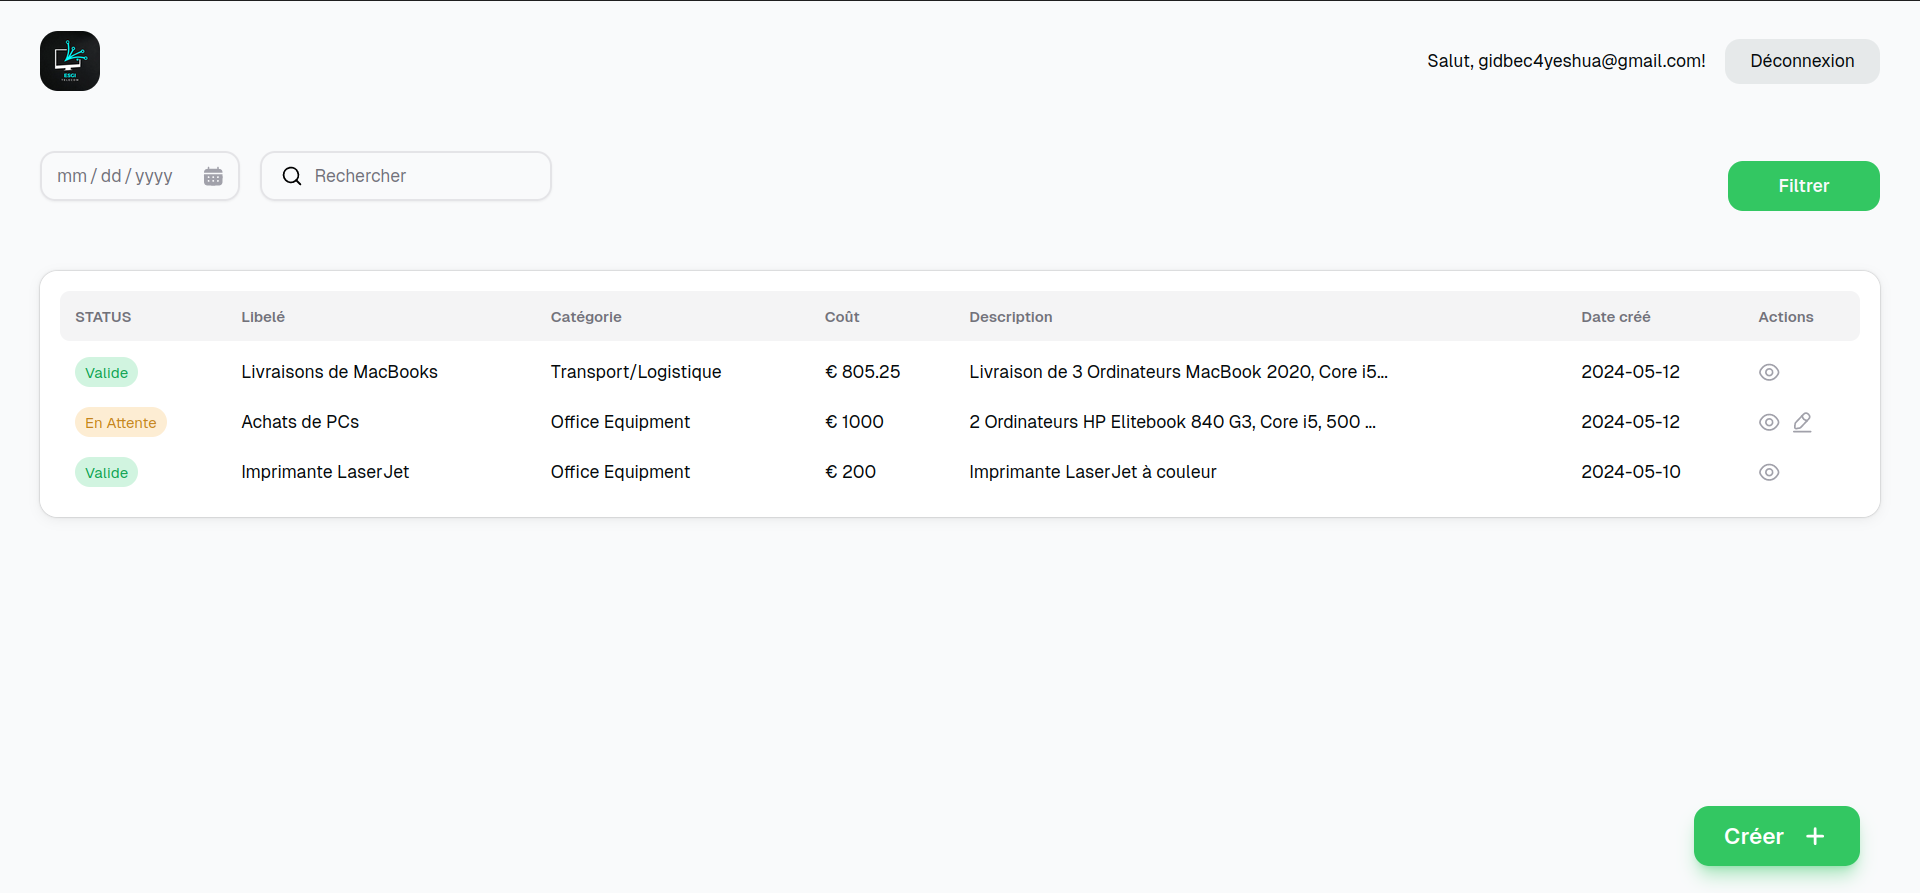 ESGI
TELECOM
Salut, gidbec4yeshua@gmail.com!
Déconnexion
mm / dd / yyyy
Rechercher
Filtrer
STATUS Libelé Catégorie Coût Description Date créé Actions
Valide Livraisons de MacBooks Transport/Logistique € 805.25 Livraison de 3 Ordinateurs MacBook 2020, Core i5... 2024-05-12
En Attente Achats de PCs Office Equipment € 1000 2 Ordinateurs HP Elitebook 840 G3, Core i5, 500 ... 2024-05-12
Valide Imprimante LaserJet Office Equipment € 200 Imprimante LaserJet à couleur 2024-05-10
Créer +